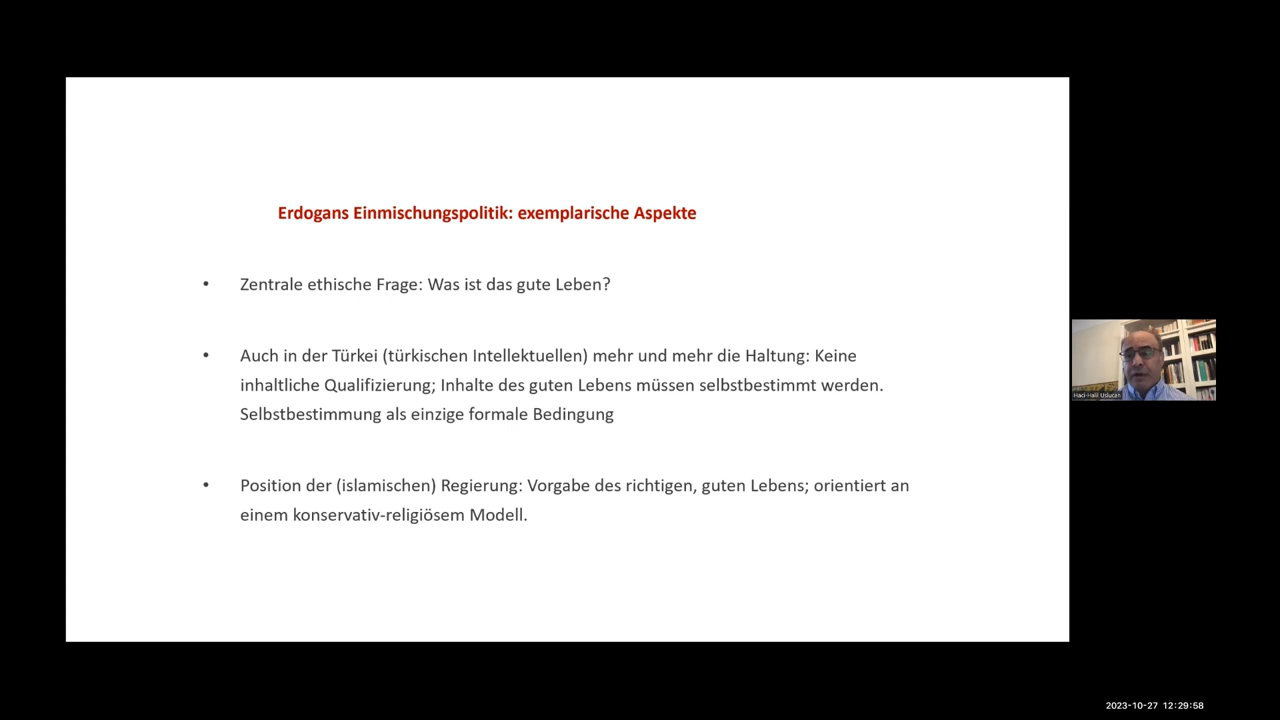 Erdogans Einmischungspolitik: exemplarische Aspekte
• Zentrale ethische Frage: Was ist das gute Leben?
• Auch in der Türkei (türkischen Intellektuellen) mehr und mehr die Haltung: Keine
inhaltliche Qualifizierung; Inhalte des guten Lebens müssen selbstbestimmt werden.
Selbstbestimmung als einzige formale Bedingung
• Position der (islamischen) Regierung: Vorgabe des richtigen, guten Lebens; orientiert an
einem konservativ-religiösem Modell.
Haci-Halil Uslucan
2023-10-27 12:29:58